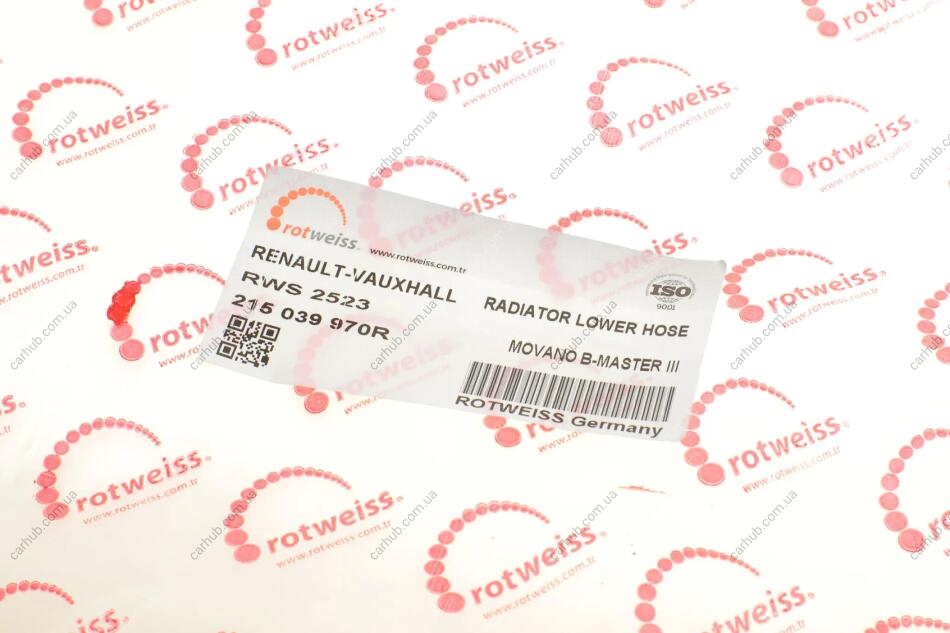 rotweiss®
www.rotweiss.com.tr
RENAULT-VAUXHALL
RWS 2523
215 039 970R
RADIATOR LOWER HOSE
ISO
9001
MOVANO B-MASTER III
ROTWEISS Germany
rotweiss®
www.rotweiss.com.tr
carhub.com.ua